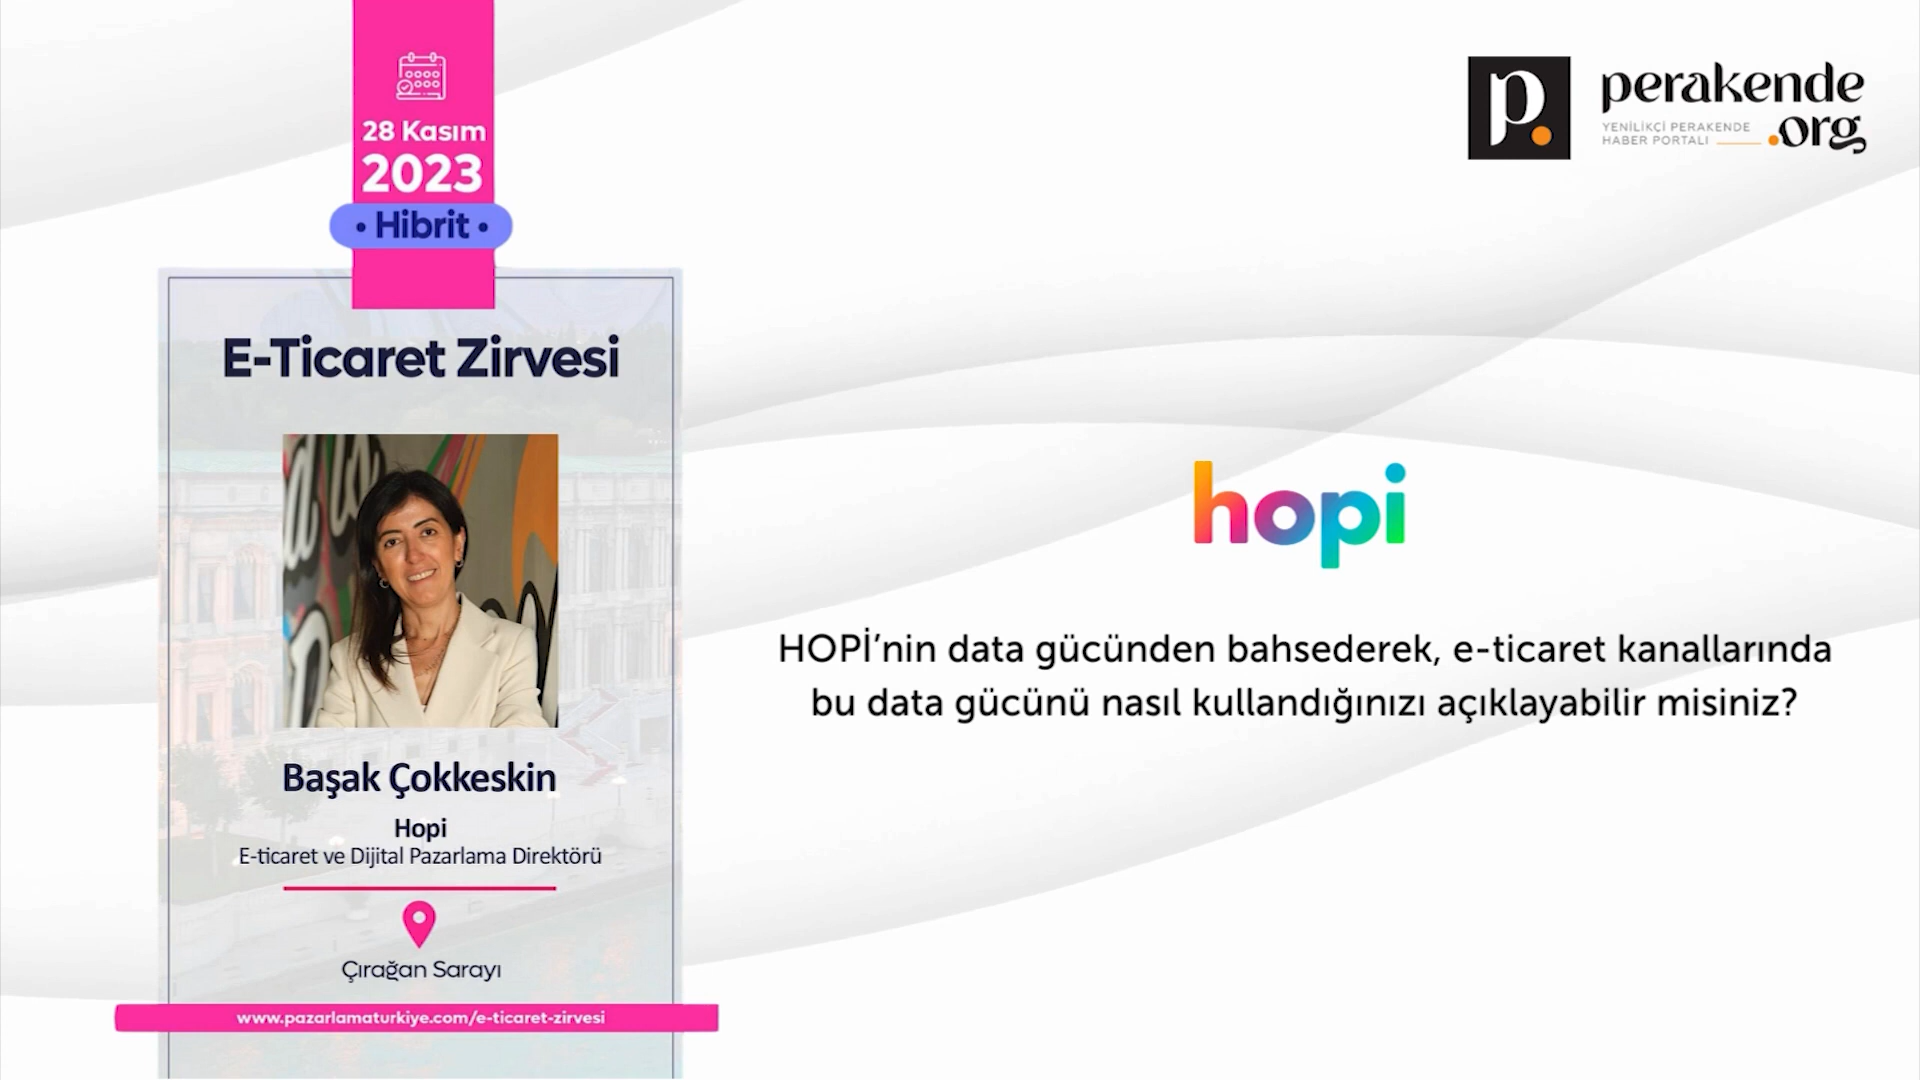 28 Kasım
2023
• Hibrit •
E-Ticaret Zirvesi
Başak Çokkeskin
Hopi
E-ticaret ve Dijital Pazarlama Direktörü
Çırağan Sarayı
www.pazarlamaturkiye.com/e-ticaret-zirvesi
p.
perakende
.org
YENİLİKÇİ PERAKENDE
HABER PORTALI
hopi
HOPİ’nin data gücünden bahsederek, e-ticaret kanallarında
bu data gücünü nasıl kullandığınızı açıklayabilir misiniz?